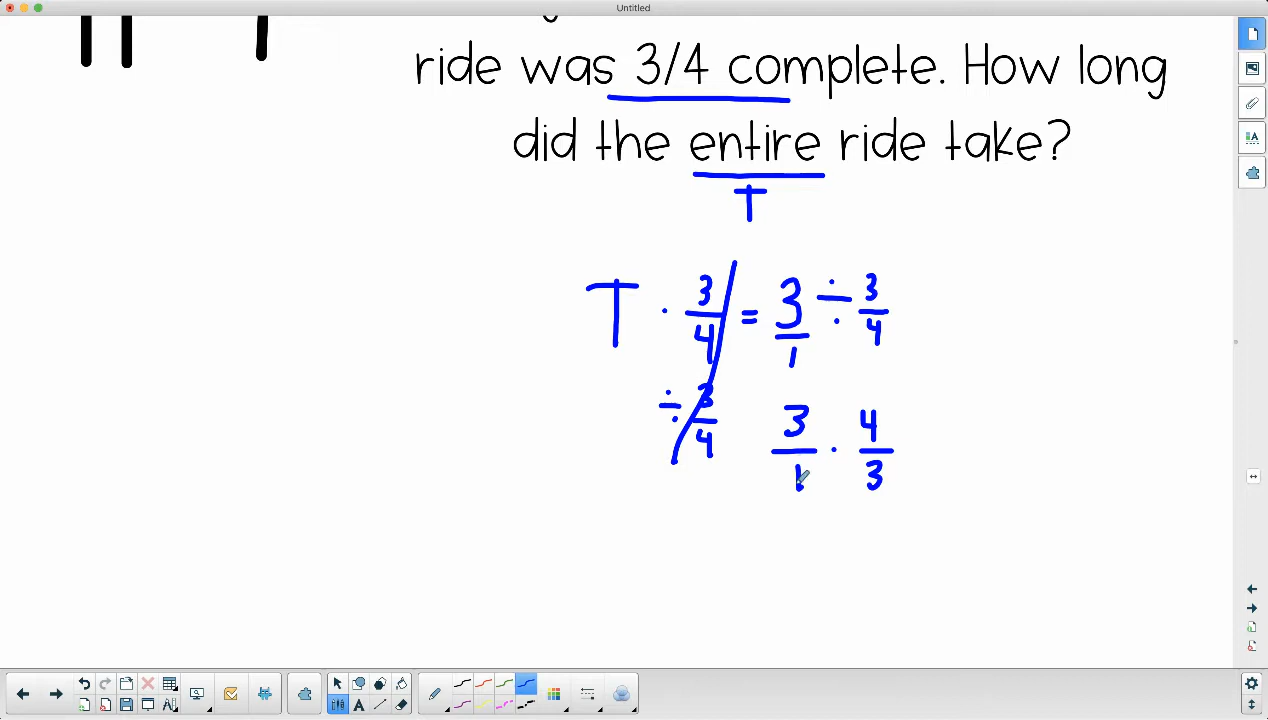 Untitled
ride was 3/4 complete. How long
did the entire ride take?
T
T · 3/4 = 3/1 ÷ 3/4
÷ 3/4 3/1 · 4/3
A